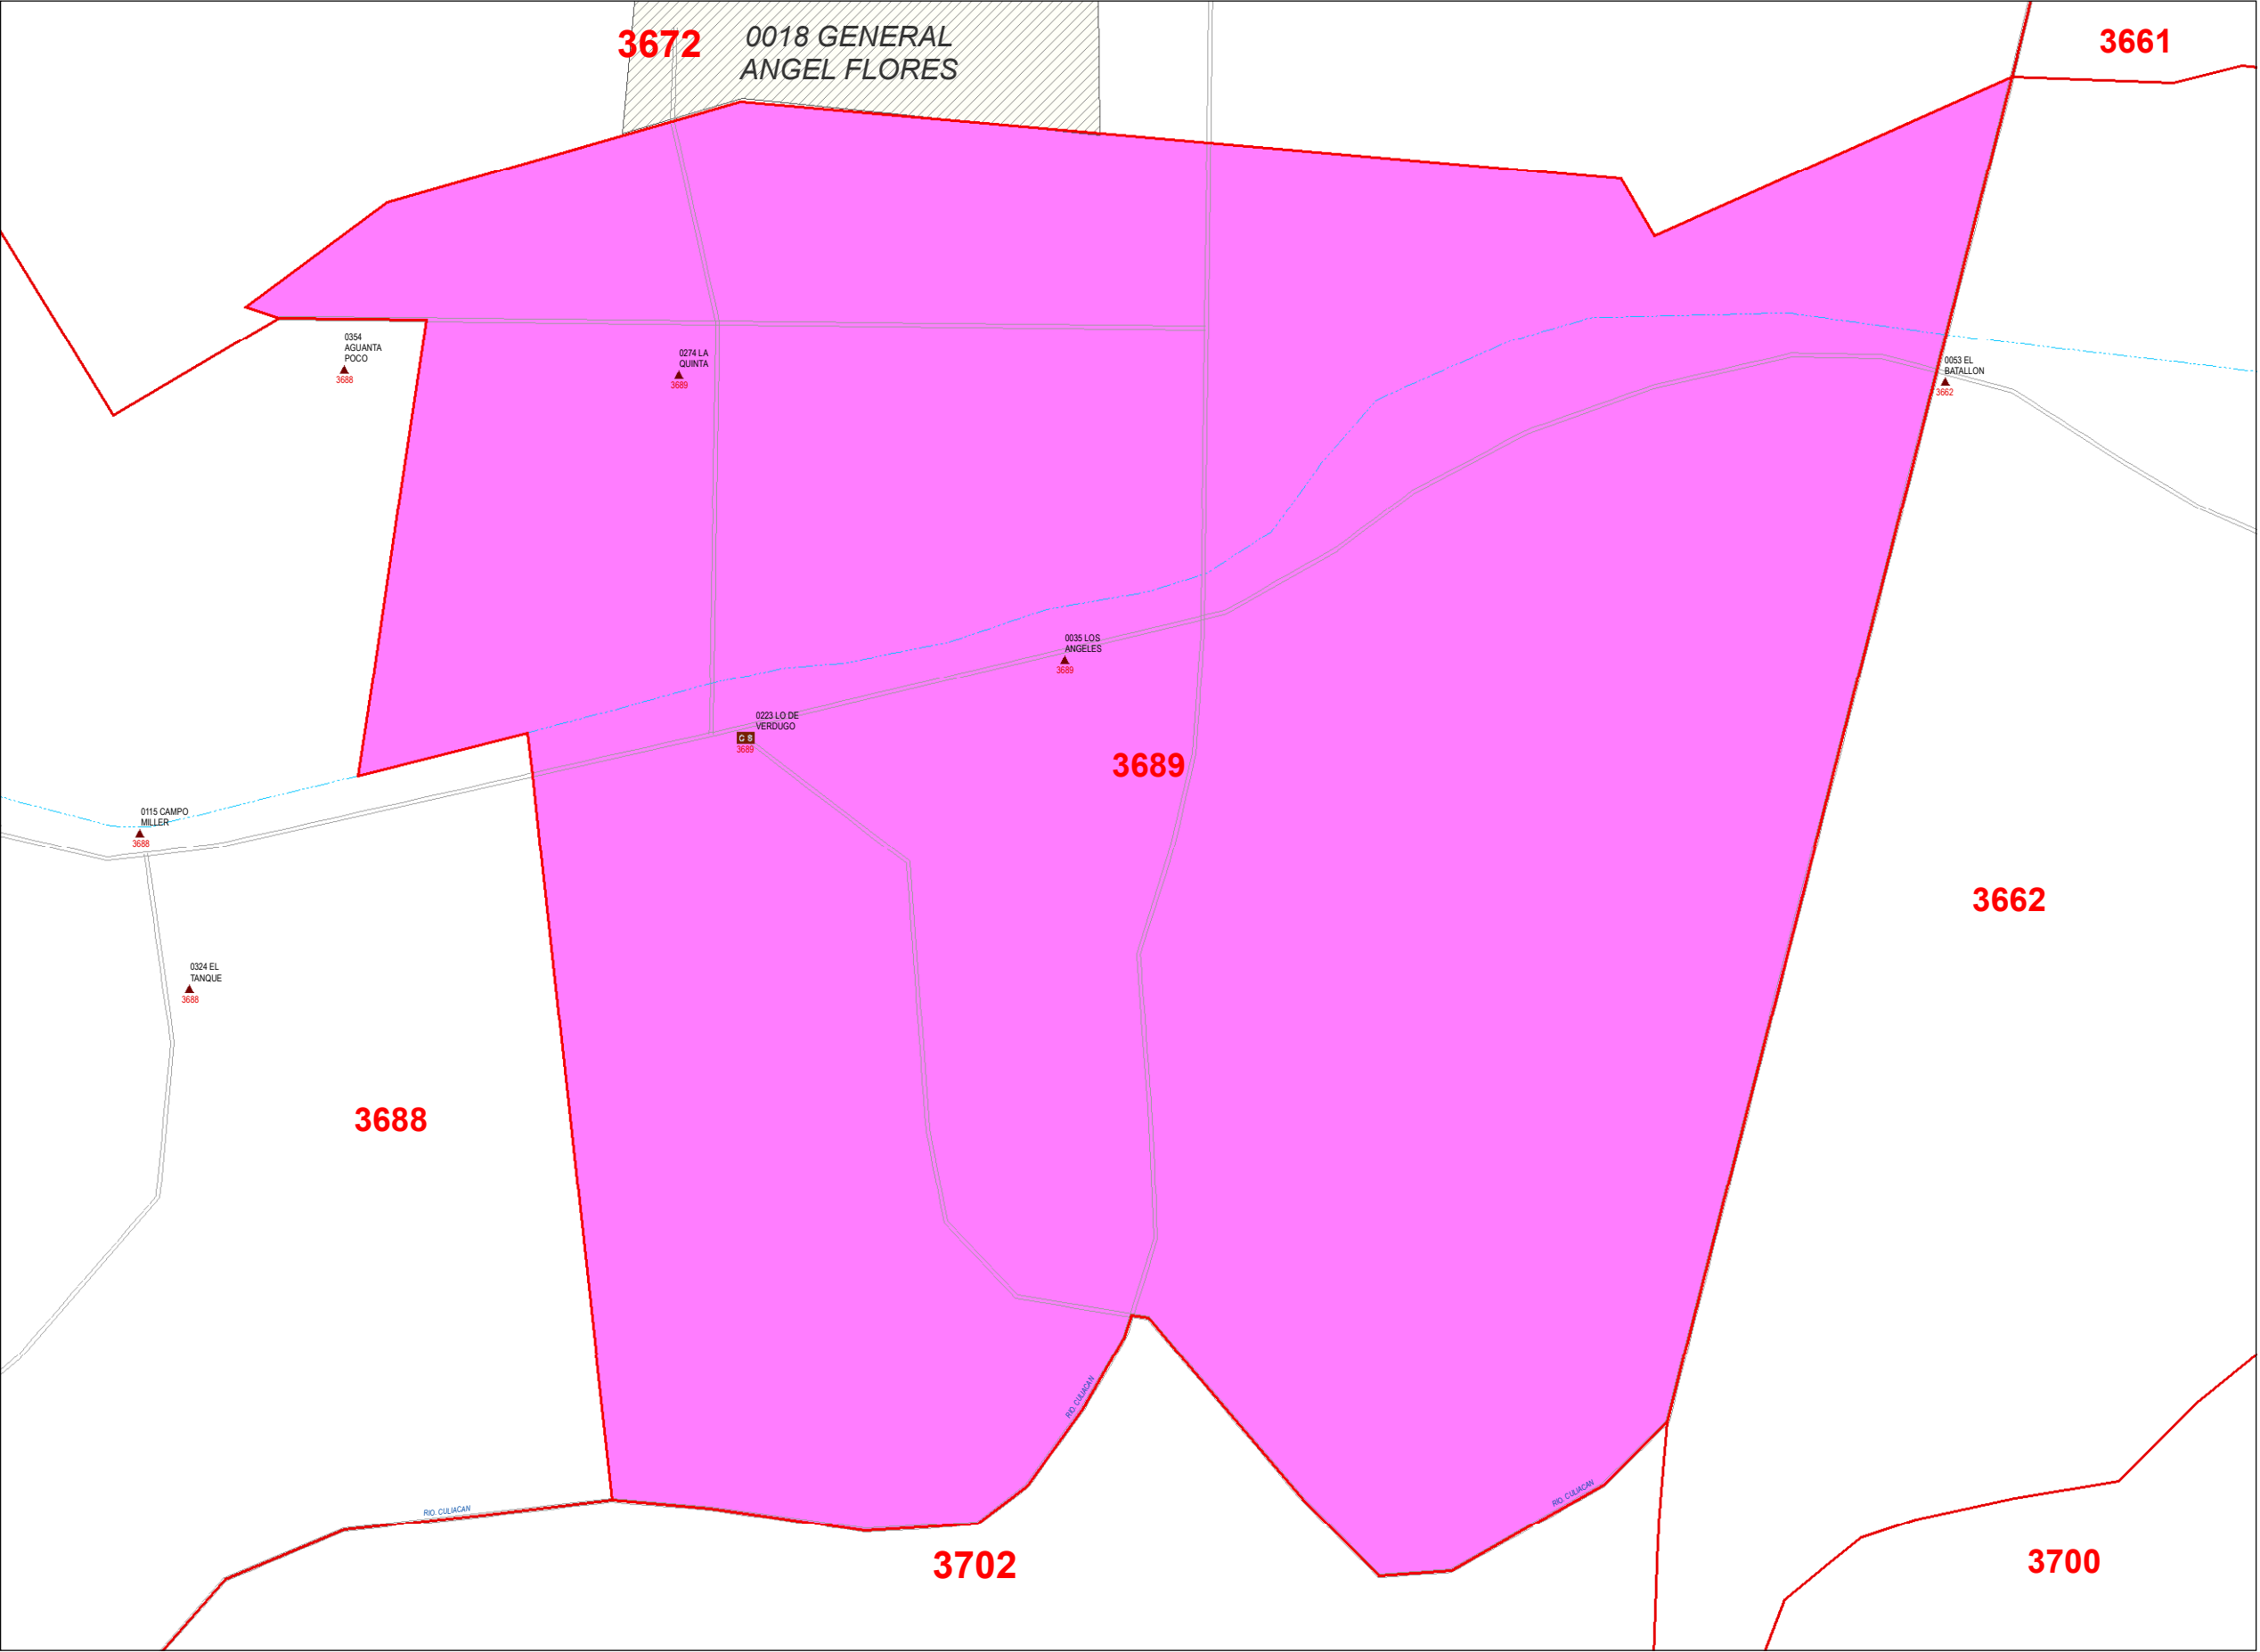 3672
0018 GENERAL
ANGEL FLORES
3661
0354
AGUANTA
POCO
3688
0274 LA
QUINTA
3689
0053 EL
BATALLON
3662
0035 LOS
ANGELES
3689
0223 LO DE
VERDUGO
C S
3689
3689
0115 CAMPO
MILLER
3688
3662
0324 EL
TANQUE
3688
3688
RIO. CULIACAN
RIO. CULIACAN
RIO. CULIACAN
3702
3700